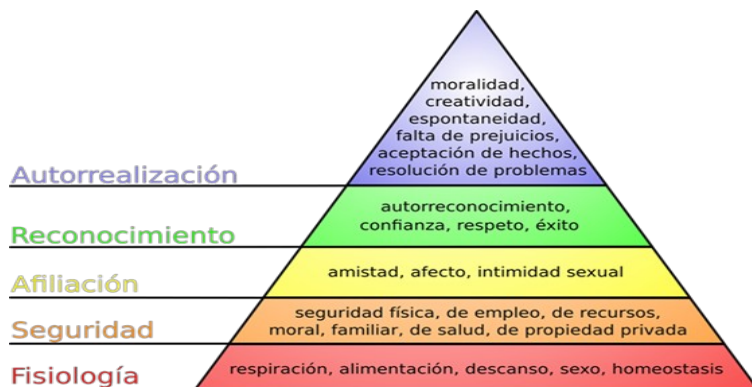 moralidad,
creatividad,
espontaneidad,
falta de prejuicios,
aceptación de hechos,
resolución de problemas
Autorrealización
autorreconocimiento,
confianza, respeto, éxito
Reconocimiento
amistad, afecto, intimidad sexual
Afiliación
seguridad física, de empleo, de recursos,
moral, familiar, de salud, de propiedad privada
Seguridad
respiración, alimentación, descanso, sexo, homeostasis
Fisiología